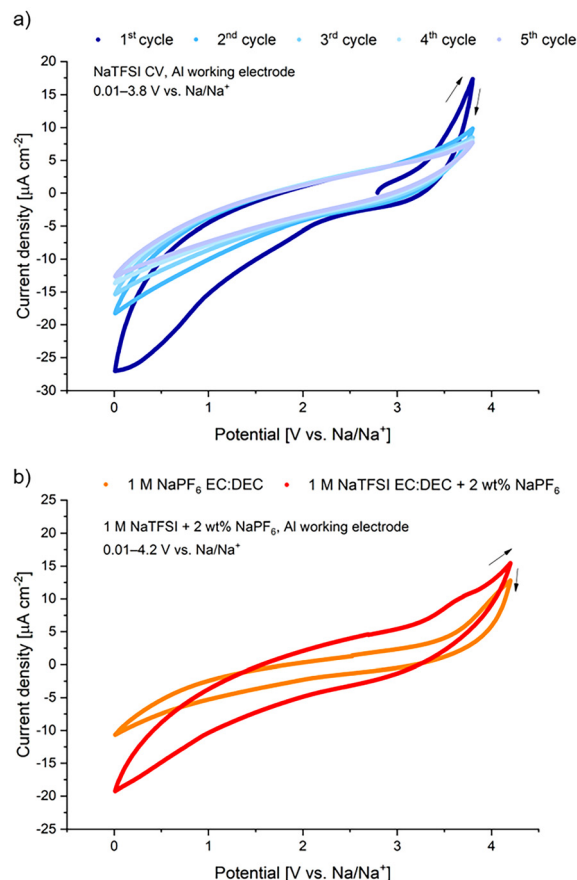 a)
1st cycle 2nd cycle 3rd cycle 4th cycle 5th cycle
NaTFSI CV, Al working electrode
0.01–3.8 V vs. Na/Na+
Current density [µA cm-2]
20
15
10
5
0
-5
-10
-15
-20
-25
-30
0 1 2 3 4
Potential [V vs. Na/Na+]
b)
1 M NaPF6 EC:DEC 1 M NaTFSI EC:DEC + 2 wt% NaPF6
1 M NaTFSI + 2 wt% NaPF6, Al working electrode
0.01–4.2 V vs. Na/Na+
Current density [µA cm-2]
25
20
15
10
5
0
-5
-10
-15
-20
-25
0 1 2 3 4
Potential [V vs. Na/Na+]